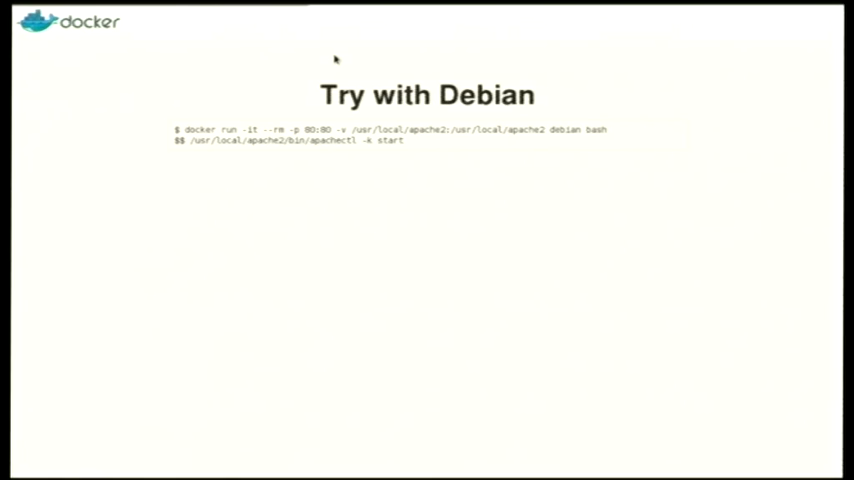 docker
Try with Debian
$ docker run -it --rm -p 80:80 -v /usr/local/apache2:/usr/local/apache2 debian bash
$$ /usr/local/apache2/bin/apachectl -k start